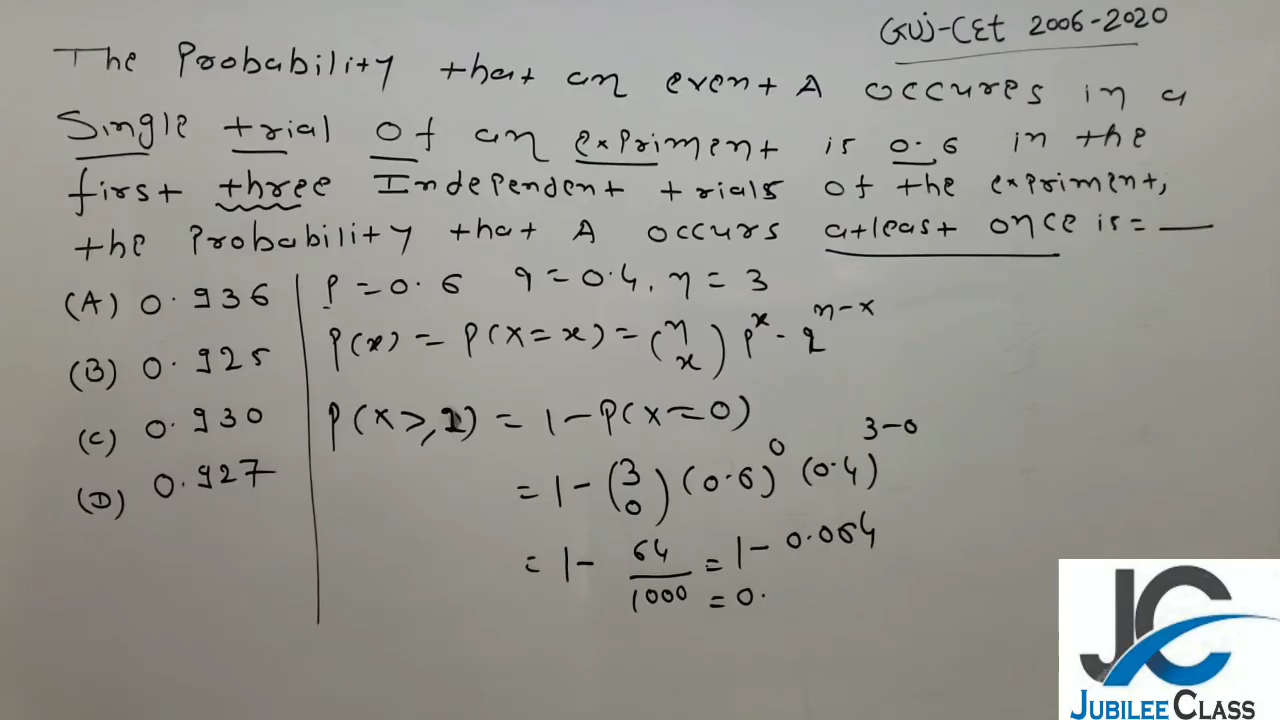 GUJ-CET 2006-2020
The Probability that an event A occures in a
Single trial of an expriment is 0.6 in the
first three Independent trials of the expriment,
the Probability that A occurs atleast once is = __
(A) 0.936
(B) 0.925
(C) 0.930
(D) 0.927
P = 0.6 q = 0.4, n = 3
P(x) = P(X = x) = (n x) P^x · q^(n-x)
P(X ≥ 1) = 1 - P(X = 0)
= 1 - (3 0) (0.6)^0 (0.4)^(3-0)
= 1 - 64/1000 = 1 - 0.064
= 0.
JC
JUBILEE CLASS